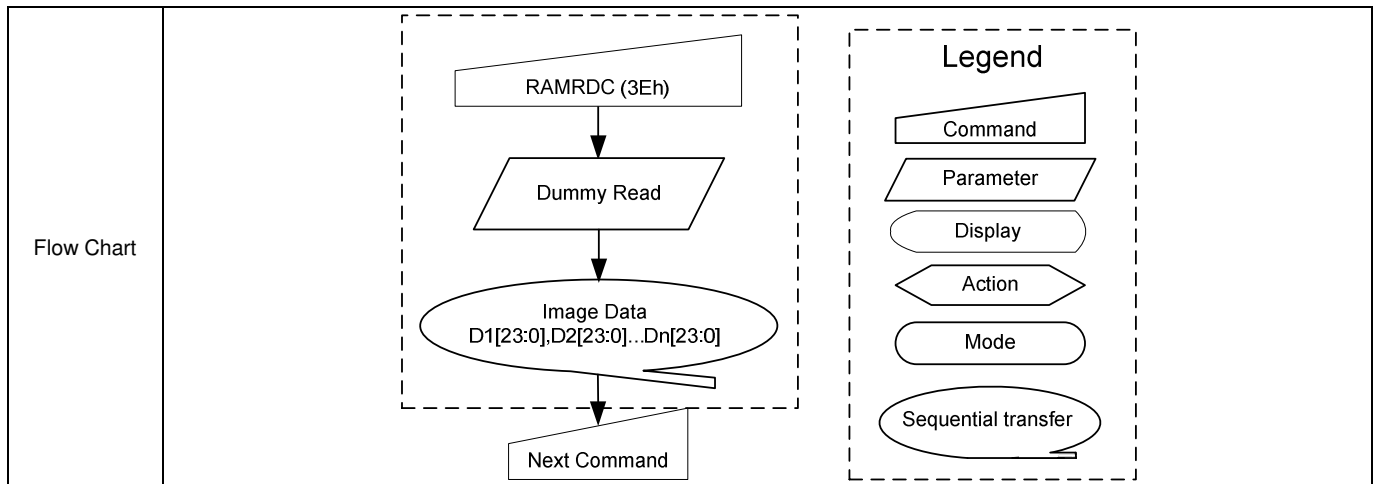 Flow Chart
RAMRDC (3Eh)
Dummy Read
Image Data
D1[23:0],D2[23:0]...Dn[23:0]
Next Command
Legend
Command
Parameter
Display
Action
Mode
Sequential transfer